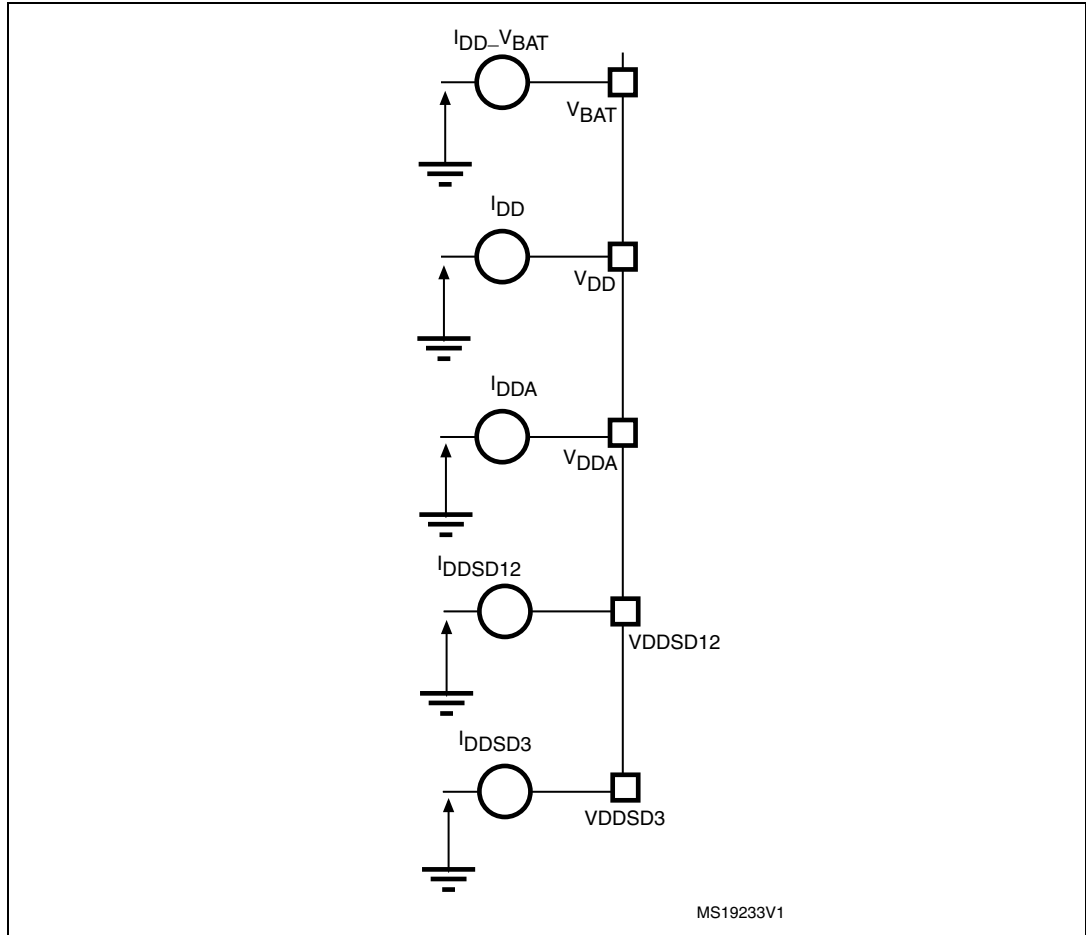 IDD_VBAT
VBAT
IDD
VDD
IDDA
VDDA
IDDSD12
VDDSD12
IDDSD3
VDDSD3
MS19233V1